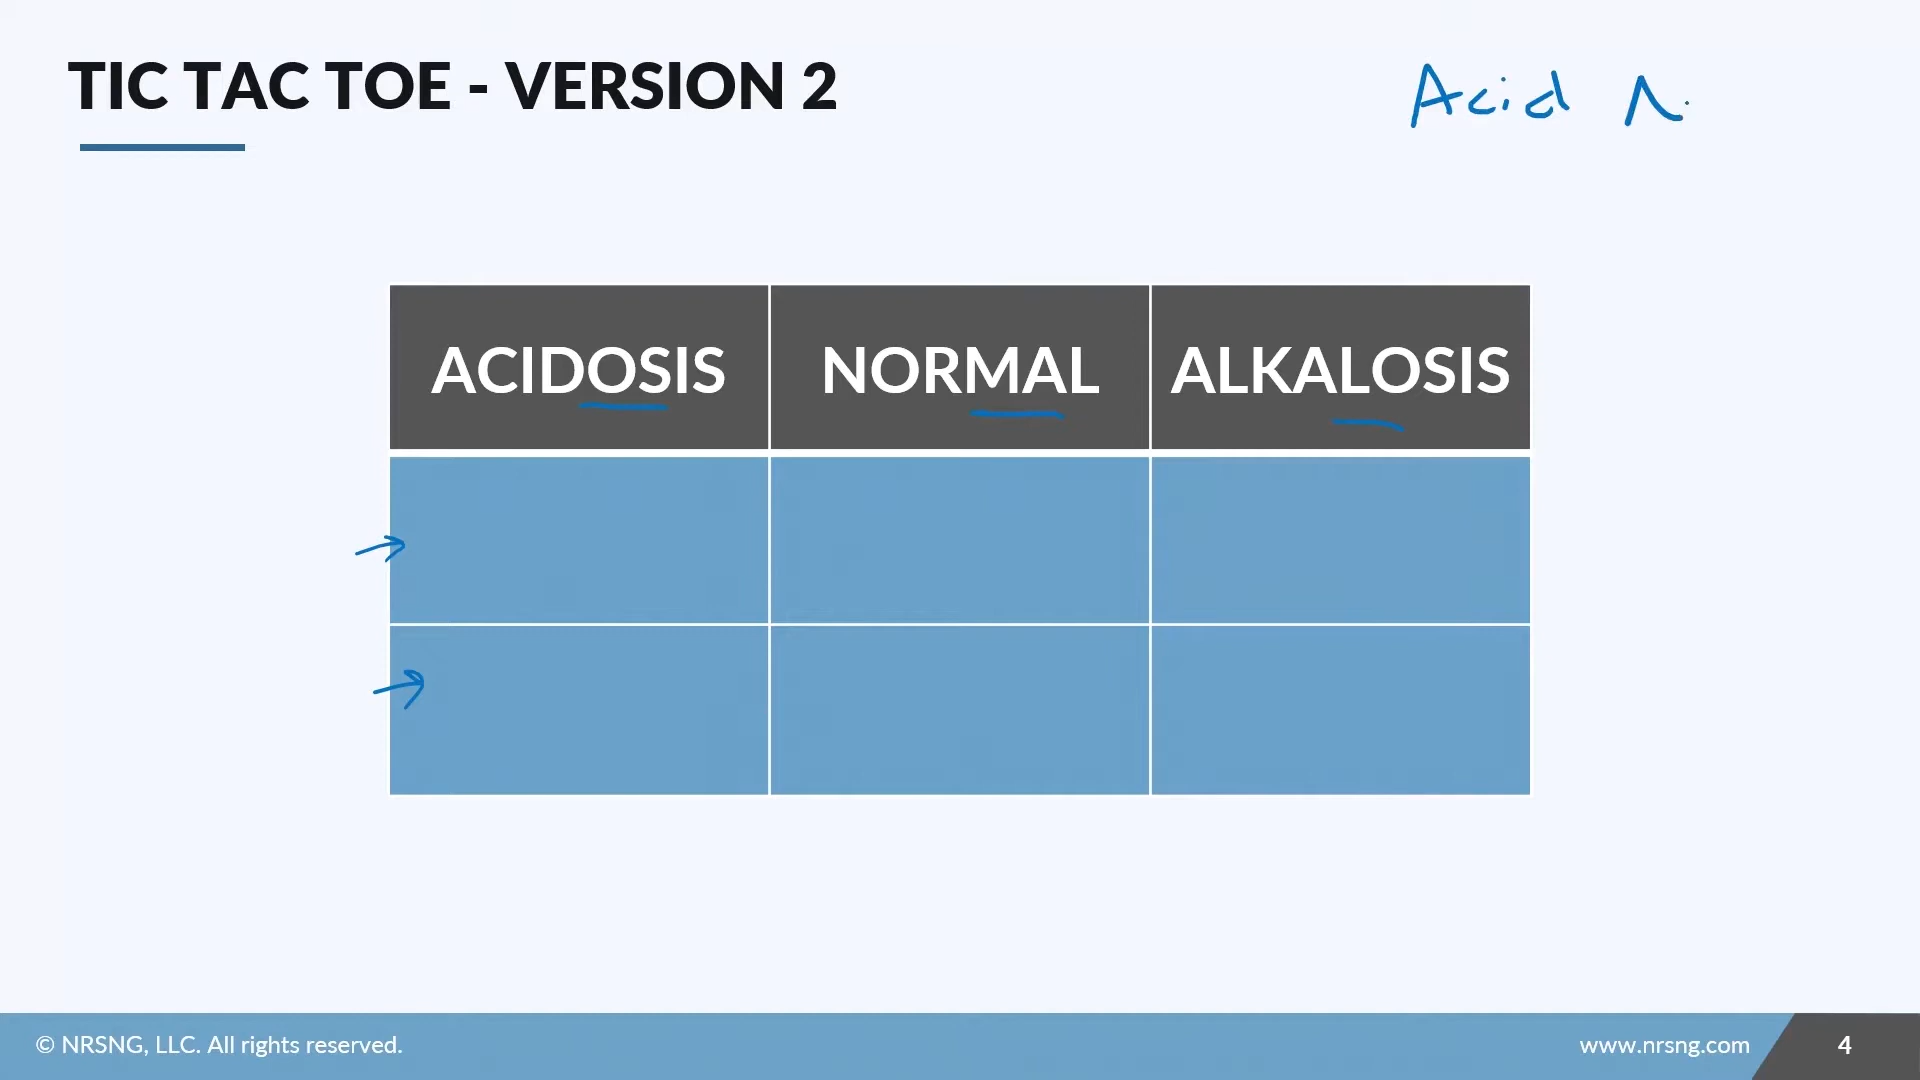 TIC TAC TOE - VERSION 2
Acid
ACIDOSIS NORMAL ALKALOSIS
© NRSNG, LLC. All rights reserved.
www.nrsng.com
4